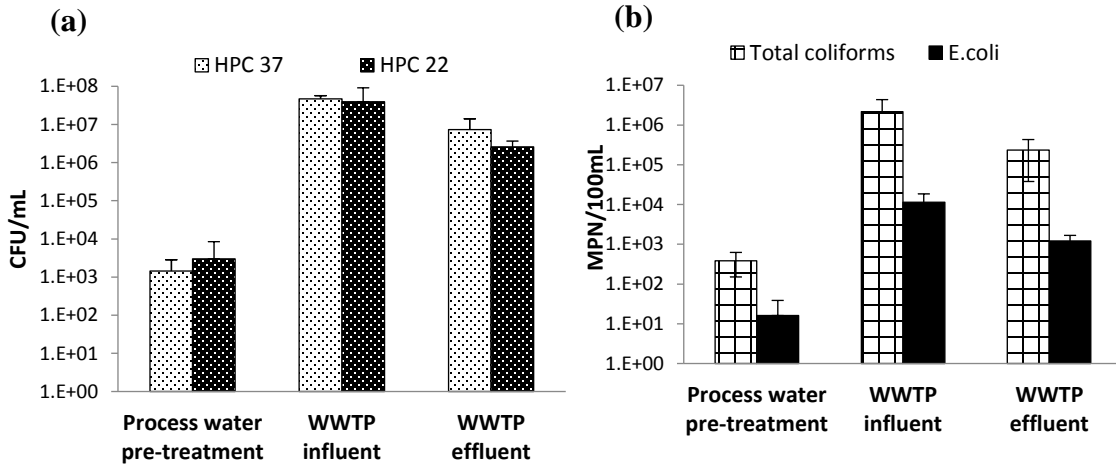 (a)
HPC 37 HPC 22
1.E+08
1.E+07
1.E+06
1.E+05
1.E+04
1.E+03
1.E+02
1.E+01
1.E+00
CFU/mL
Process water
pre-treatment
WWTP
influent
WWTP
effluent
(b)
Total coliforms E.coli
1.E+07
1.E+06
1.E+05
1.E+04
1.E+03
1.E+02
1.E+01
1.E+00
MPN/100mL
Process water
pre-treatment
WWTP
influent
WWTP
effluent